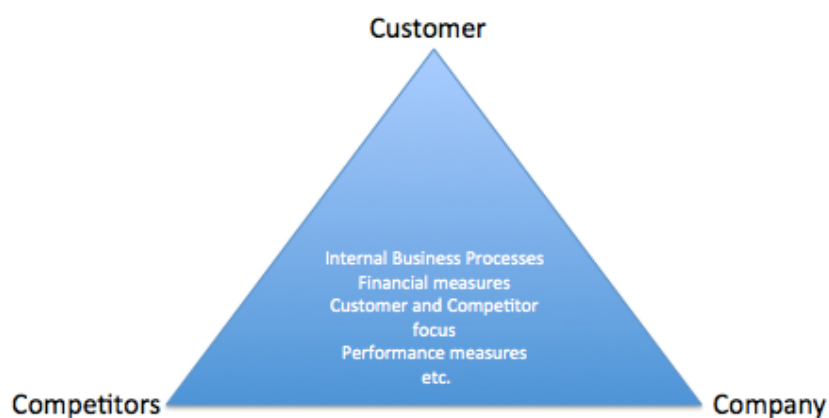 Customer
Internal Business Processes
Financial measures
Customer and Competitor
focus
Performance measures
etc.
Competitors
Company